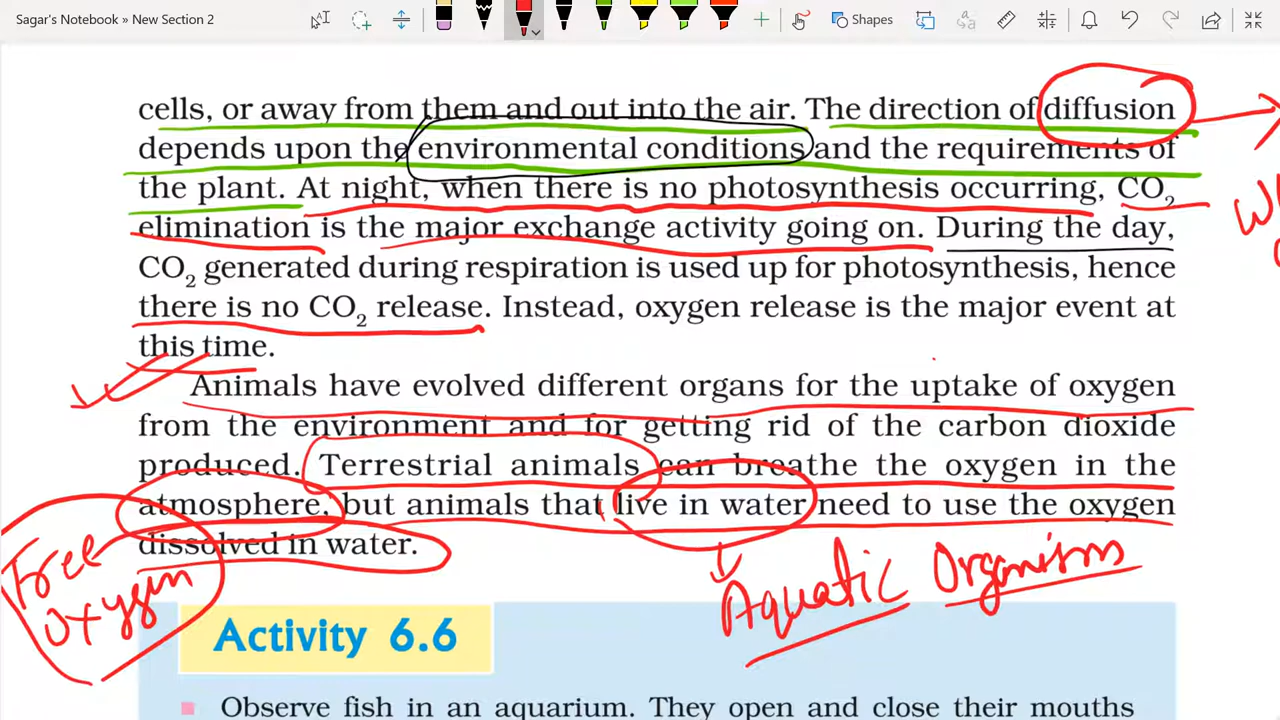 Sagar's Notebook » New Section 2
Shapes
cells, or away from them and out into the air. The direction of diffusion
depends upon the environmental conditions and the requirements of
the plant. At night, when there is no photosynthesis occurring, CO₂
elimination is the major exchange activity going on. During the day,
CO₂ generated during respiration is used up for photosynthesis, hence
there is no CO₂ release. Instead, oxygen release is the major event at
this time.
Animals have evolved different organs for the uptake of oxygen
from the environment and for getting rid of the carbon dioxide
produced. Terrestrial animals can breathe the oxygen in the
atmosphere, but animals that live in water need to use the oxygen
dissolved in water.
Free
Oxygen
Aquatic Organisms
Activity 6.6
Observe fish in an aquarium. They open and close their mouths